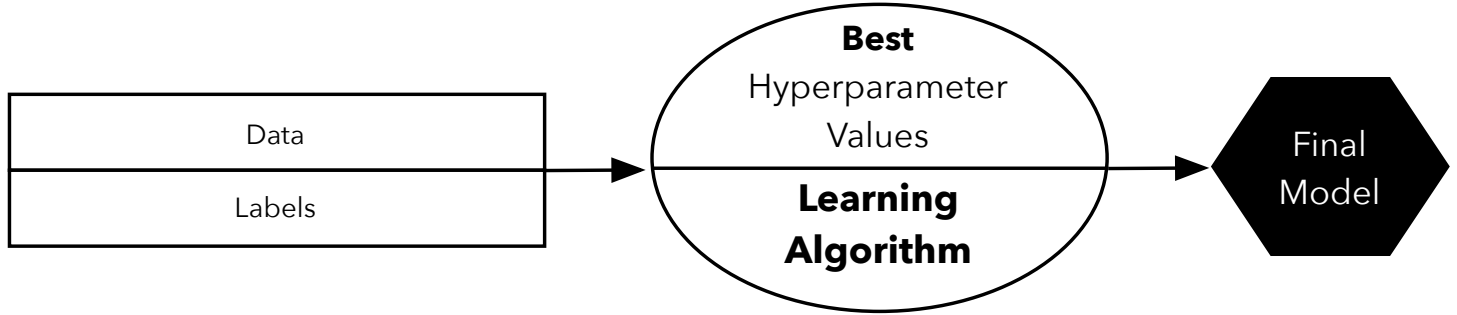 Data
Labels
Best
Hyperparameter
Values
Learning
Algorithm
Final
Model